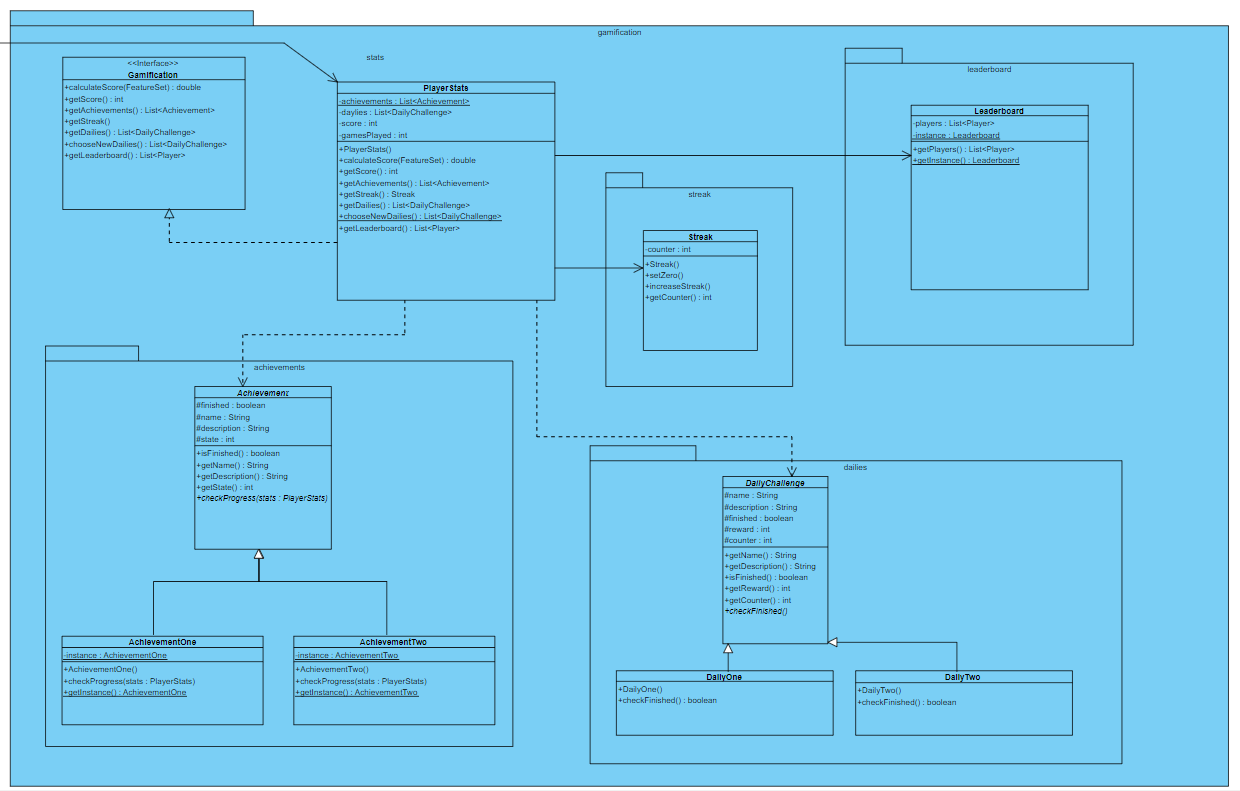 gamification
stats
<<Interface>>
Gamification
+calculateScore(FeatureSet) : double
+getScore() : int
+getAchievements() : List<Achievement>
+getStreak()
+getDailies() : List<DailyChallenge>
+chooseNewDailies() : List<DailyChallenge>
+getLeaderboard() : List<Player>
PlayerStats
-achievements : List<Achievement>
-daylies : List<DailyChallenge>
-score : int
-gamesPlayed : int
+PlayerStats()
+calculateScore(FeatureSet) : double
+getScore() : int
+getAchievements() : List<Achievement>
+getStreak() : Streak
+getDailies() : List<DailyChallenge>
+chooseNewDailies() : List<DailyChallenge>
+getLeaderboard() : List<Player>
leaderboard
Leaderboard
-players : List<Player>
-instance : Leaderboard
+getPlayers() : List<Player>
+getInstance() : Leaderboard
streak
Streak
-counter : int
+Streak()
+setZero()
+increaseStreak()
+getCounter() : int
achievements
Achievement
#finished : boolean
#name : String
#description : String
#state : int
+isFinished() : boolean
+getName() : String
+getDescription() : String
+getState() : int
+checkProgress(stats : PlayerStats)
AchievementOne
-instance : AchievementOne
+AchievementOne()
+checkProgress(stats : PlayerStats)
+getInstance() : AchievementOne
AchievementTwo
-instance : AchievementTwo
+AchievementTwo()
+checkProgress(stats : PlayerStats)
+getInstance() : AchievementTwo
dailies
DailyChallenge
#name : String
#description : String
#finished : boolean
#reward : int
#counter : int
+getName() : String
+getDescription() : String
+isFinished() : boolean
+getReward() : int
+getCounter() : int
+checkFinished()
DailyOne
+DailyOne()
+checkFinished() : boolean
DailyTwo
+DailyTwo()
+checkFinished() : boolean